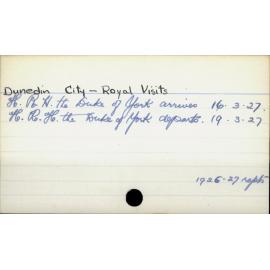 Dunedin City - Royal Visits
H. R. H. the Duke of York arrives 16. 3. 27.
H. R. H. the Duke of York departs. 19. 3. 27
1926-27 repts